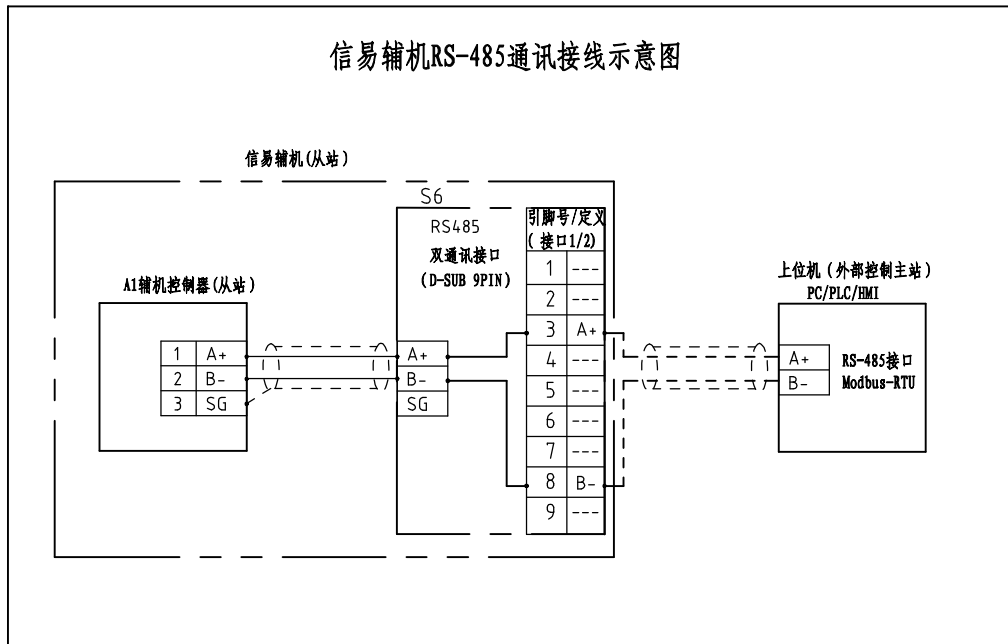 信易辅机RS-485通讯接线示意图
信易辅机(从站)
S6
RS485
双通讯接口
(D-SUB 9PIN)
引脚号/定义
( 接口1/2)
1 ---
2 ---
3 A+
4 ---
5 ---
6 ---
7 ---
8 B-
9 ---
A1辅机控制器(从站)
1 A+
2 B-
3 SG
A+
B-
SG
上位机(外部控制主站)
PC/PLC/HMI
A+
B-
RS-485接口
Modbus-RTU